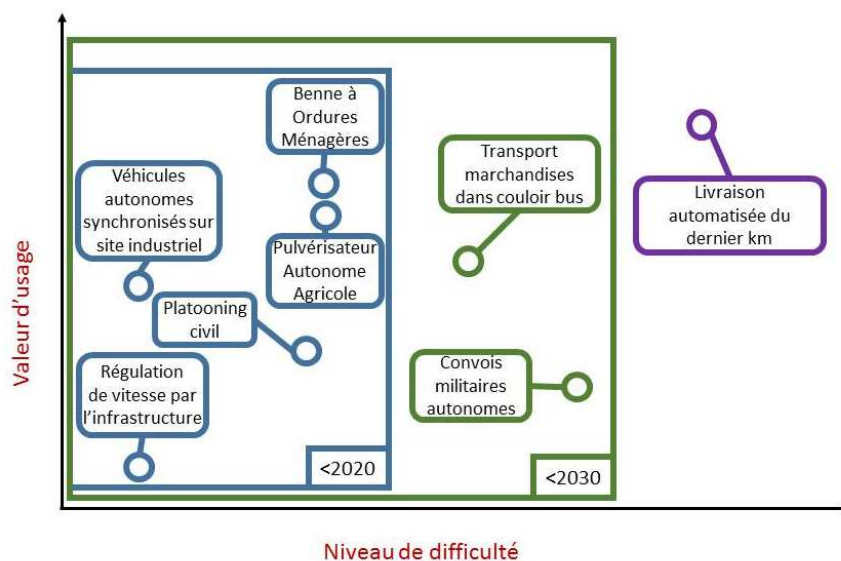 Valeur d'usage
Benne à
Ordures
Ménagères
Véhicules
autonomes
synchronisés sur
site industriel
Pulvérisateur
Autonome
Agricole
Platooning
civil
Régulation
de vitesse par
l'infrastructure
<2020
Transport
marchandises
dans couloir bus
Convois
militaires
autonomes
<2030
Livraison
automatisée du
dernier km
Niveau de difficulté